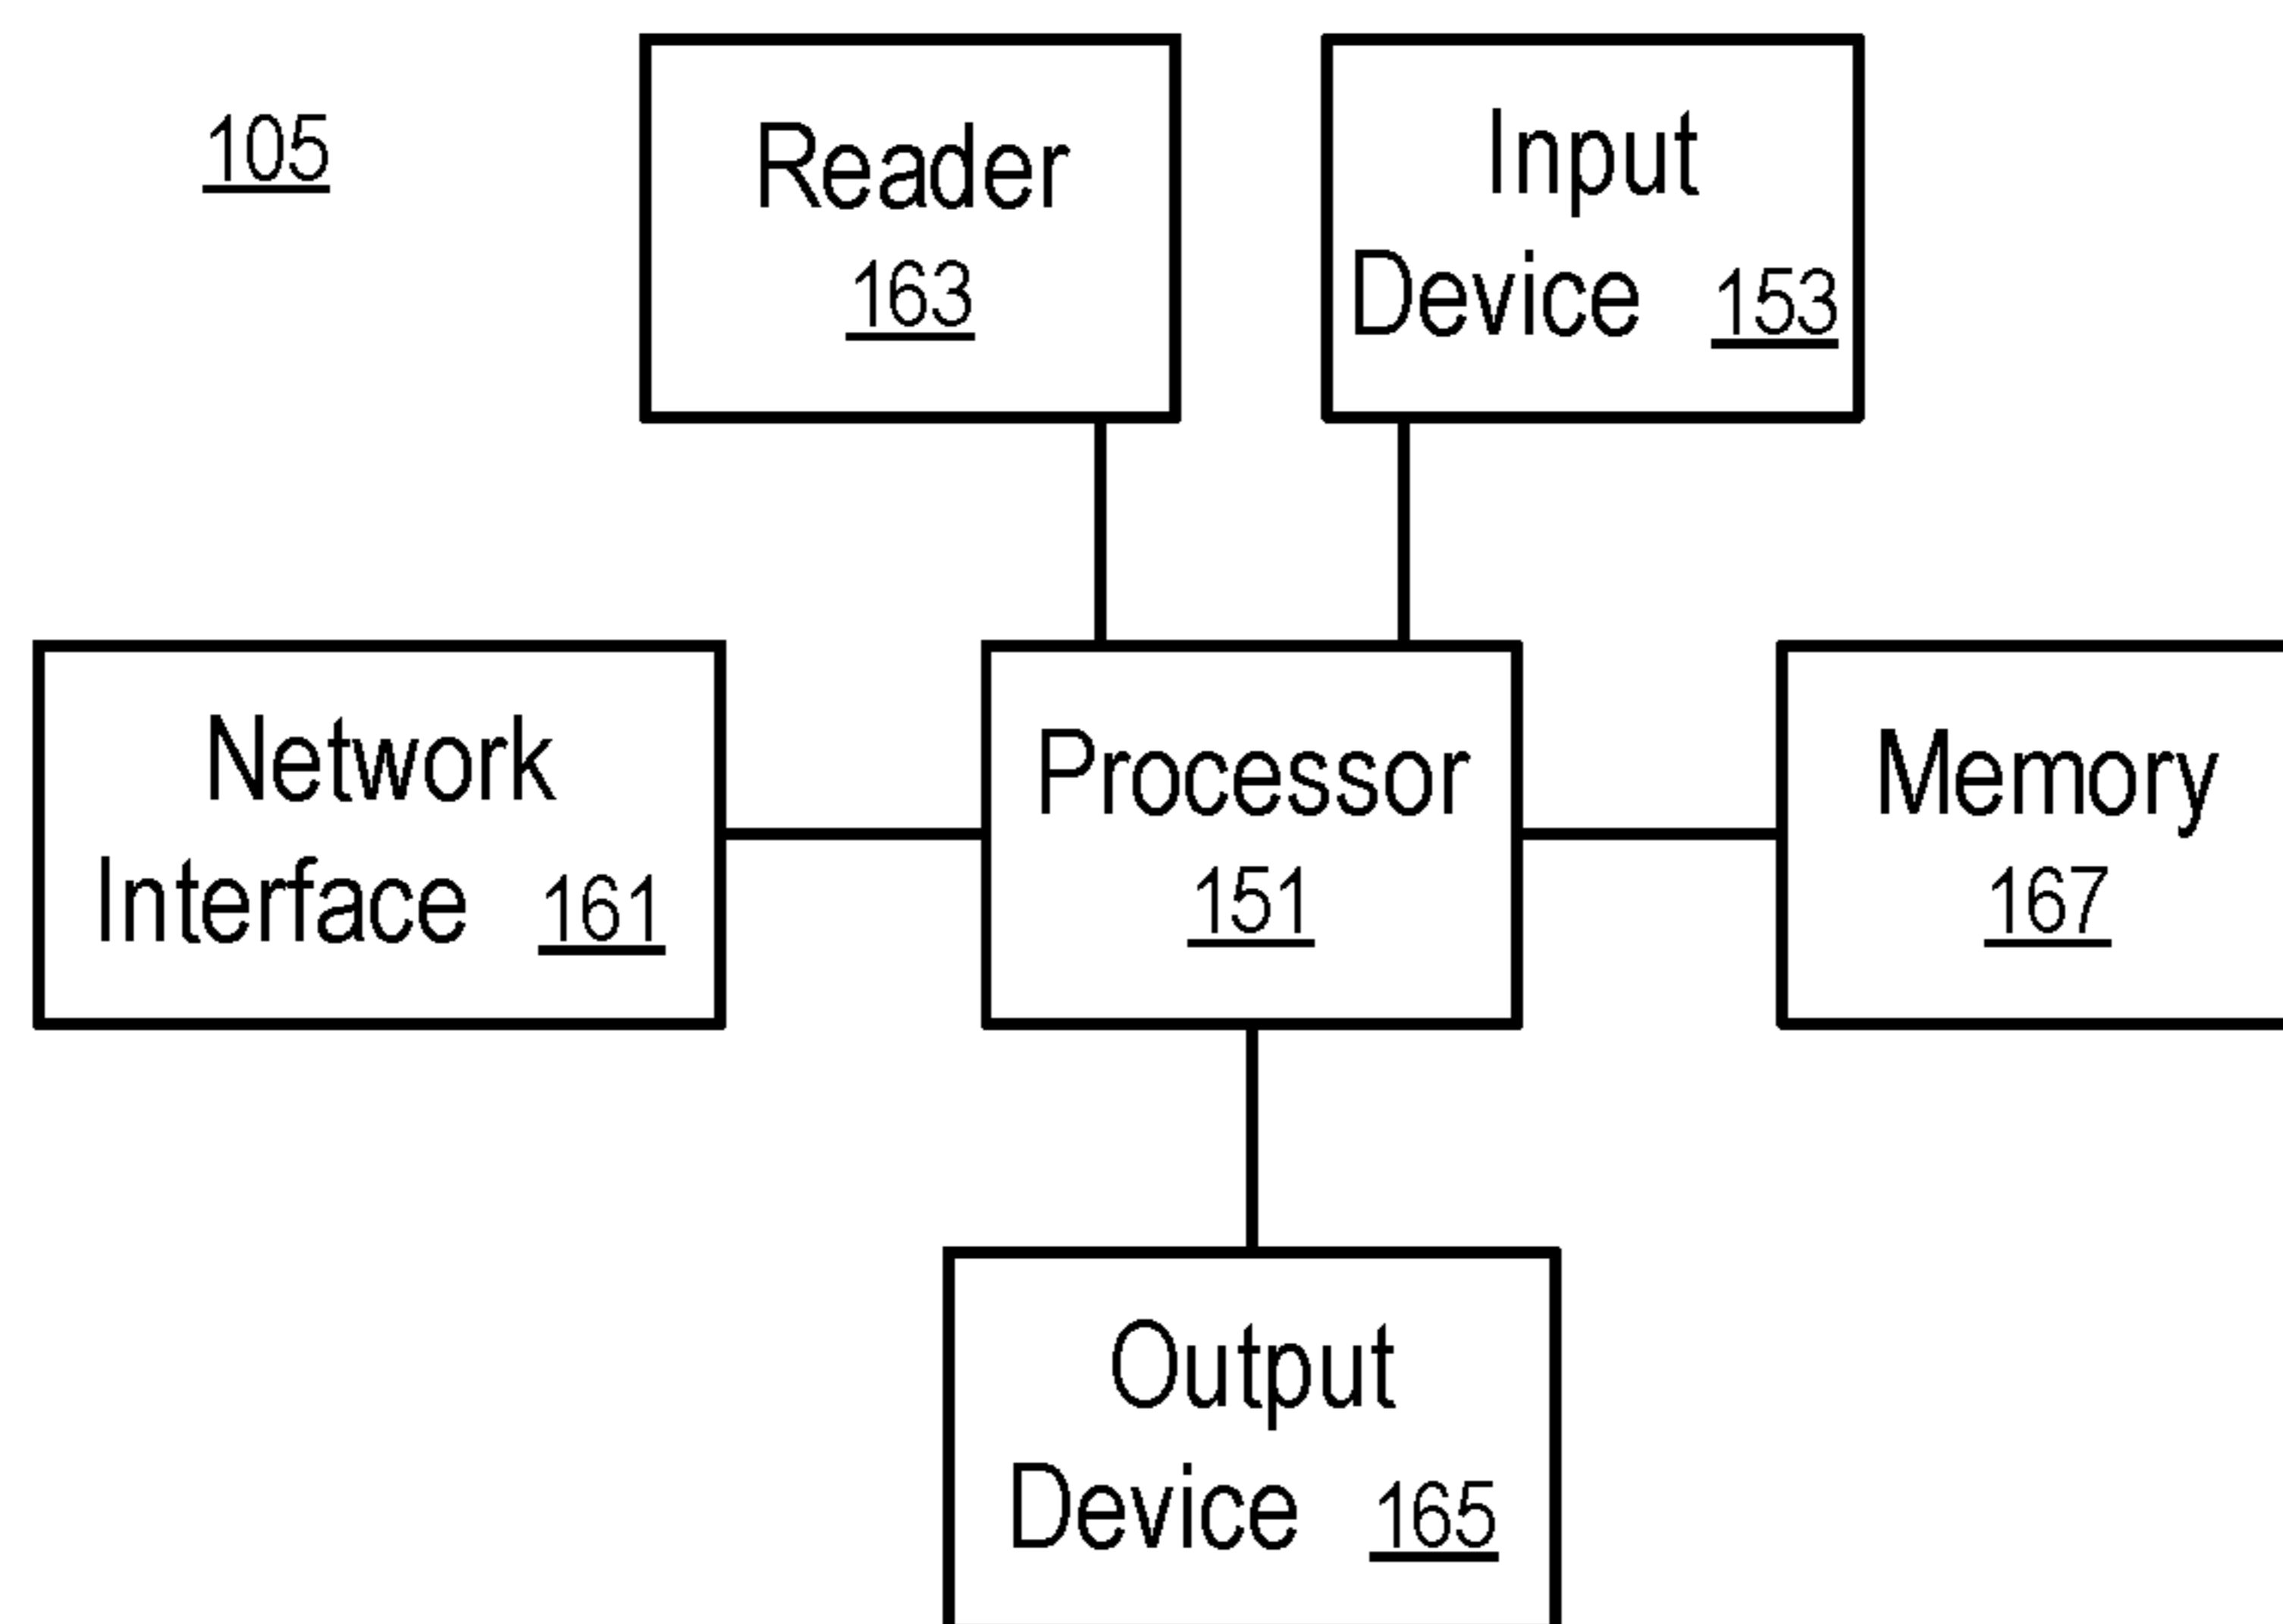 105
Reader
163
Input
Device 153
Network
Interface 161
Processor
151
Memory
167
Output
Device 165